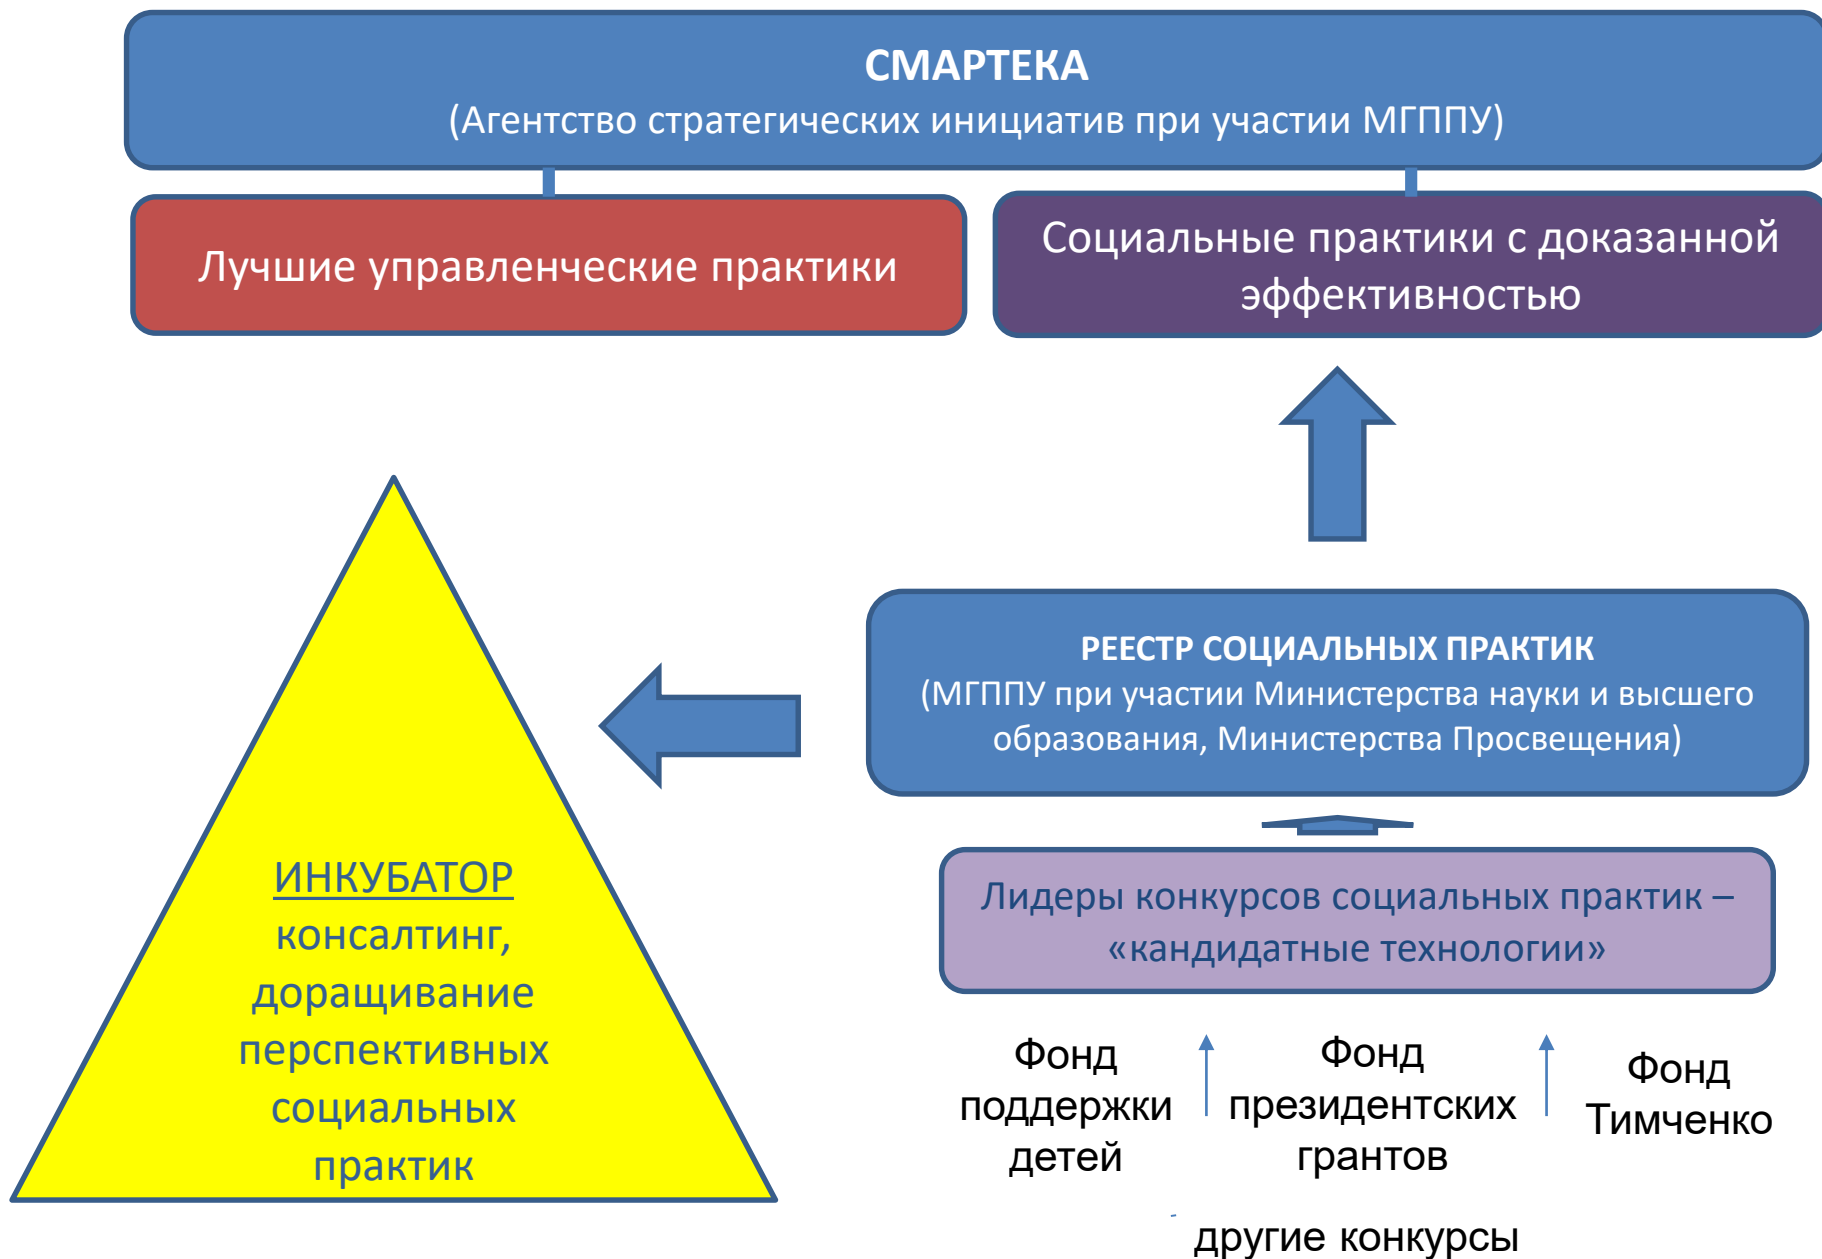 СМАРТЕКА
(Агентство стратегических инициатив при участии МГППУ)
Лучшие управленческие практики
Социальные практики с доказанной
эффективностью
РЕЕСТР СОЦИАЛЬНЫХ ПРАКТИК
(МГППУ при участии Министерства науки и высшего
образования, Министерства Просвещения)
ИНКУБАТОР
консалтинг,
доращивание
перспективных
социальных
практик
Лидеры конкурсов социальных практик –
«кандидатные технологии»
Фонд
поддержки
детей
Фонд
президентских
грантов
Фонд
Тимченко
другие конкурсы